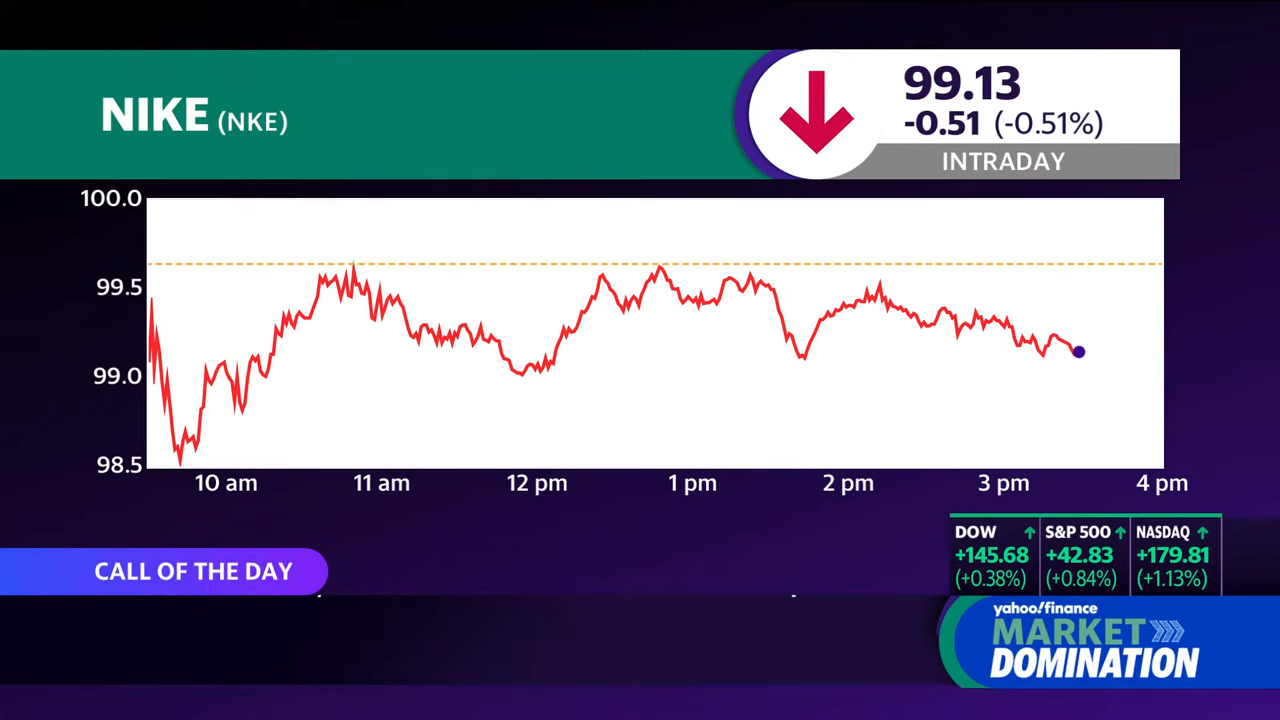 NIKE (NKE)
99.13
-0.51 (-0.51%)
INTRADAY
100.0
99.5
99.0
98.5
10 am 11 am 12 pm 1 pm 2 pm 3 pm 4 pm
DOW S&P 500 NASDAQ
+145.68 +42.83 +179.81
(+0.38%) (+0.84%) (+1.13%)
CALL OF THE DAY
yahoo!finance
MARKET
DOMINATION